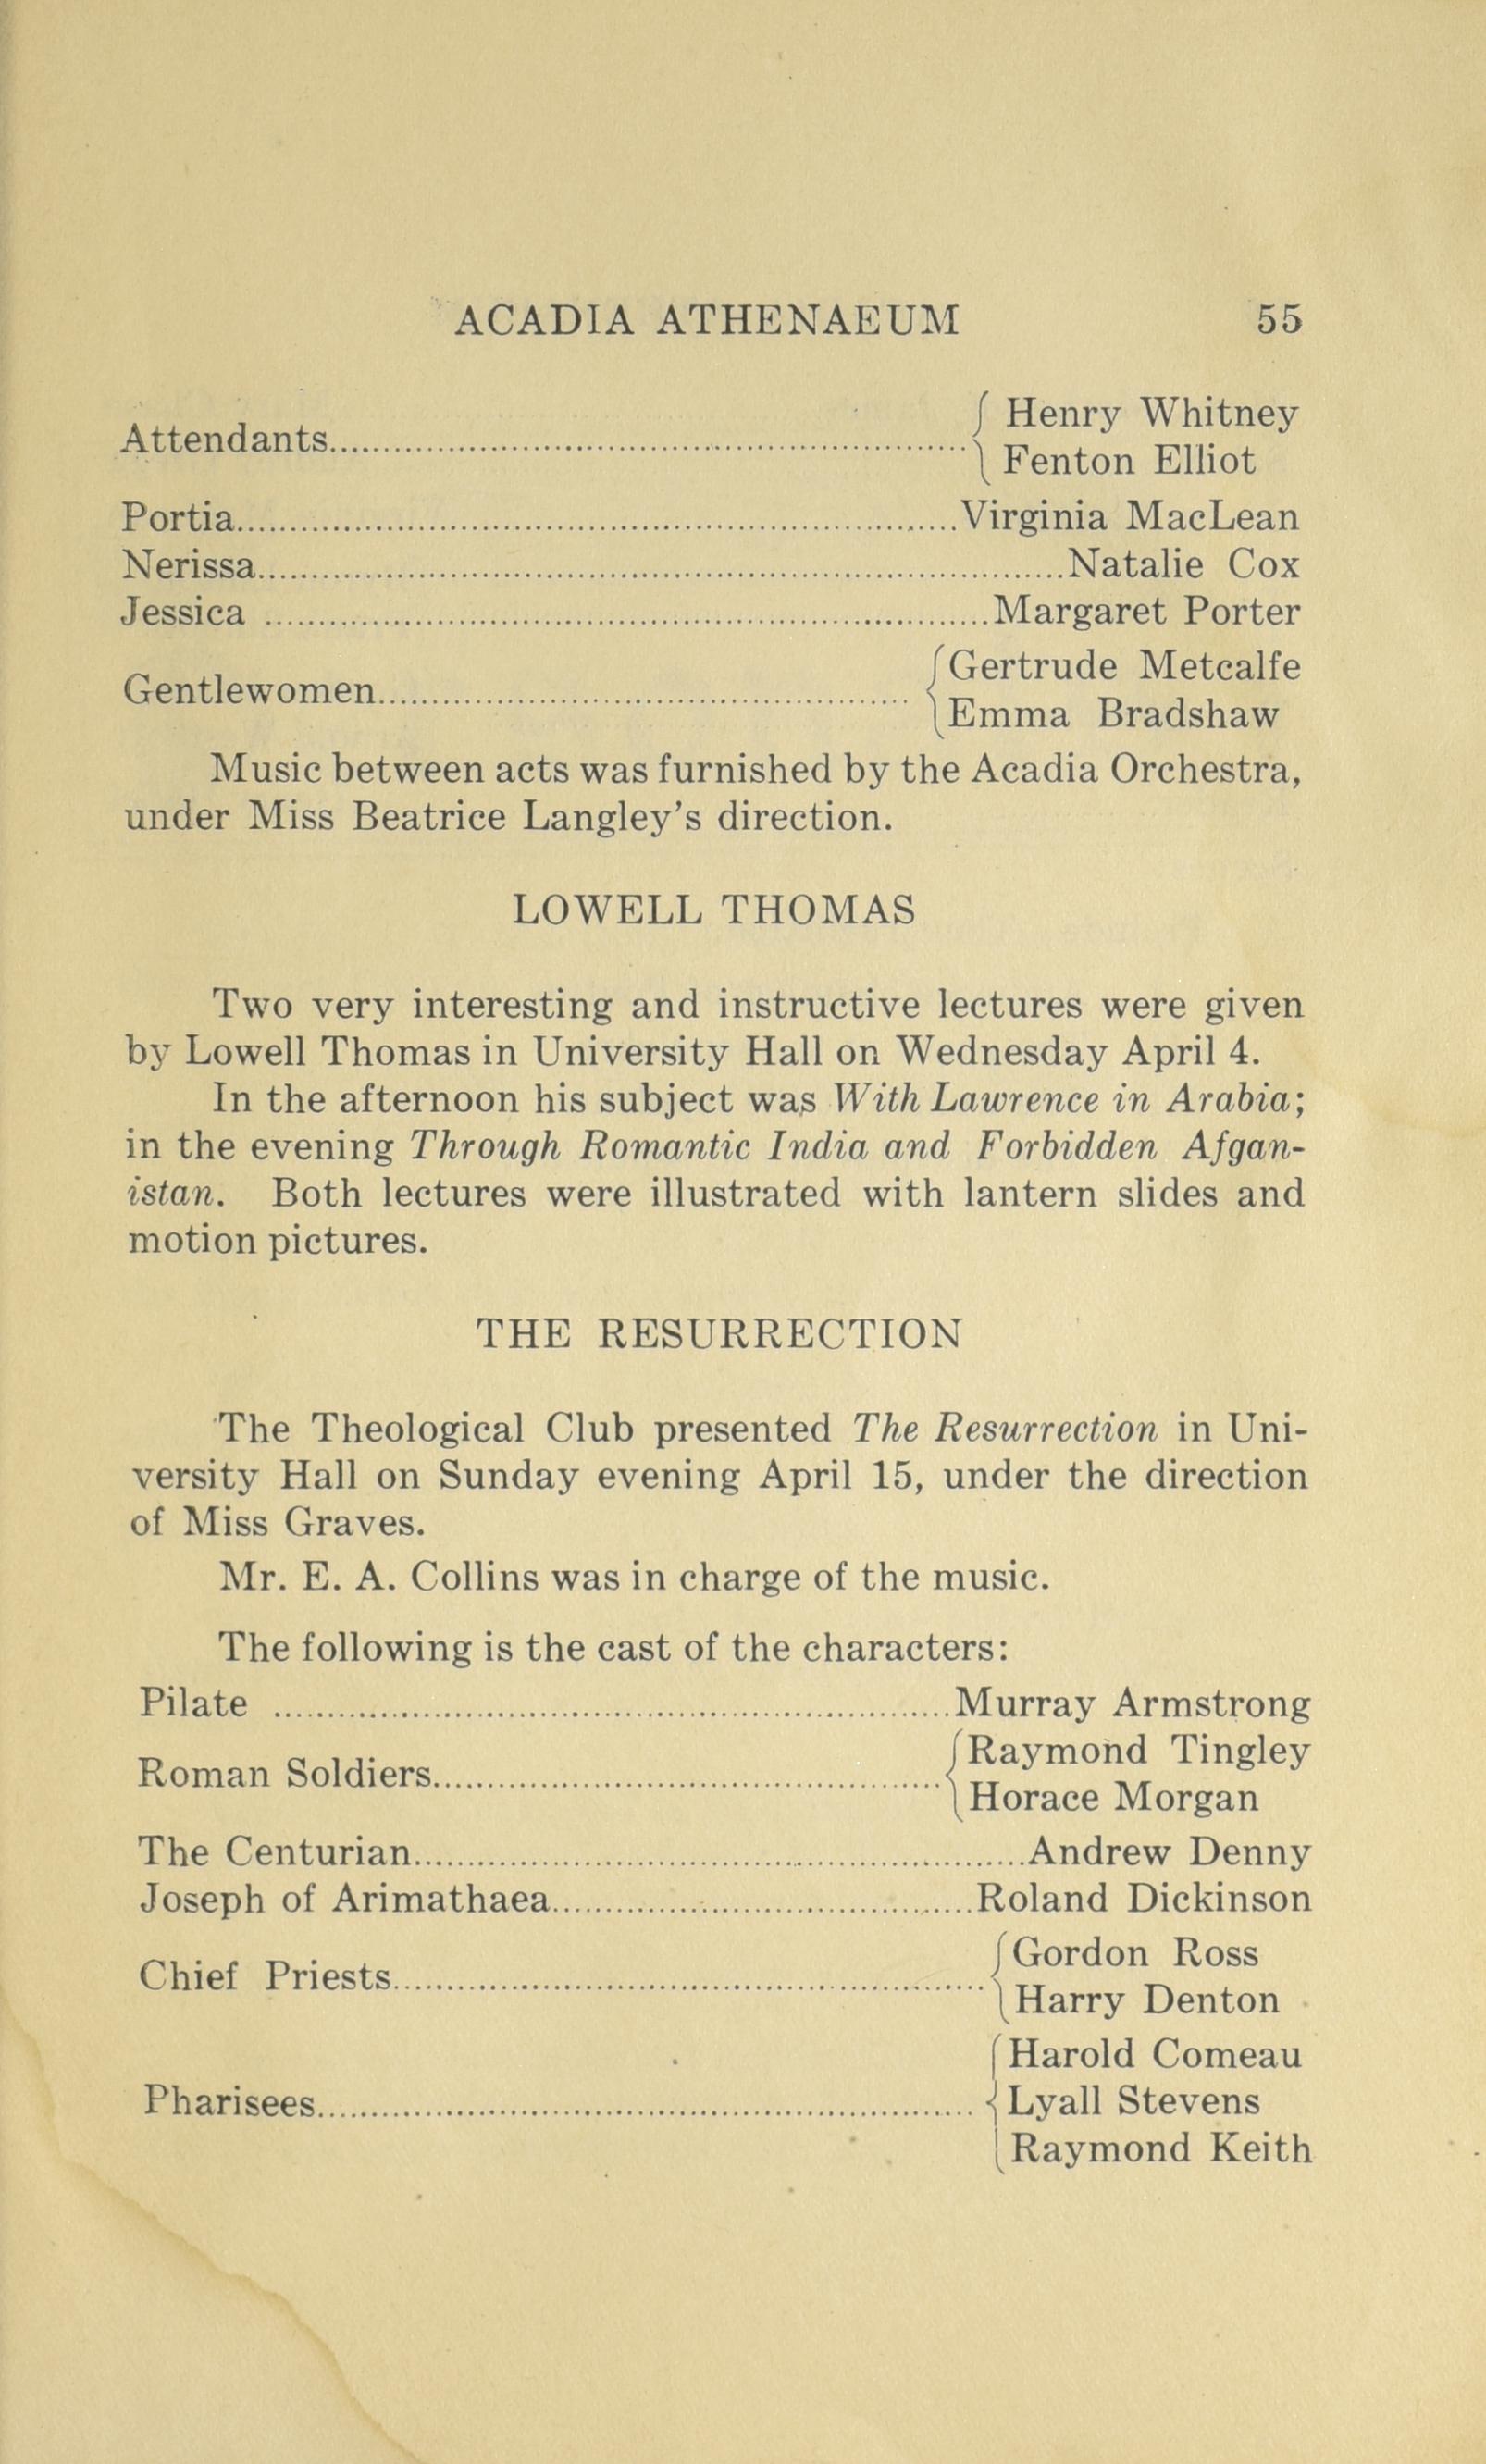 ACADIA ATHENAEUM 55
Attendants........ { Henry Whitney
Fenton Elliot
Portia........Virginia MacLean
Nerissa........Natalie Cox
Jessica ........Margaret Porter
Gentlewomen........ { Gertrude Metcalfe
Emma Bradshaw
Music between acts was furnished by the Acadia Orchestra,
under Miss Beatrice Langley's direction.
LOWELL THOMAS
Two very interesting and instructive lectures were given
by Lowell Thomas in University Hall on Wednesday April 4.
In the afternoon his subject was With Lawrence in Arabia;
in the evening Through Romantic India and Forbidden Afgan-
istan. Both lectures were illustrated with lantern slides and
motion pictures.
THE RESURRECTION
The Theological Club presented The Resurrection in Uni-
versity Hall on Sunday evening April 15, under the direction
of Miss Graves.
Mr. E. A. Collins was in charge of the music.
The following is the cast of the characters:
Pilate ........Murray Armstrong
Roman Soldiers........ { Raymond Tingley
Horace Morgan
The Centurian........Andrew Denny
Joseph of Arimathaea........Roland Dickinson
Chief Priests........ { Gordon Ross
Harry Denton
Harold Comeau
Pharisees........ { Lyall Stevens
Raymond Keith